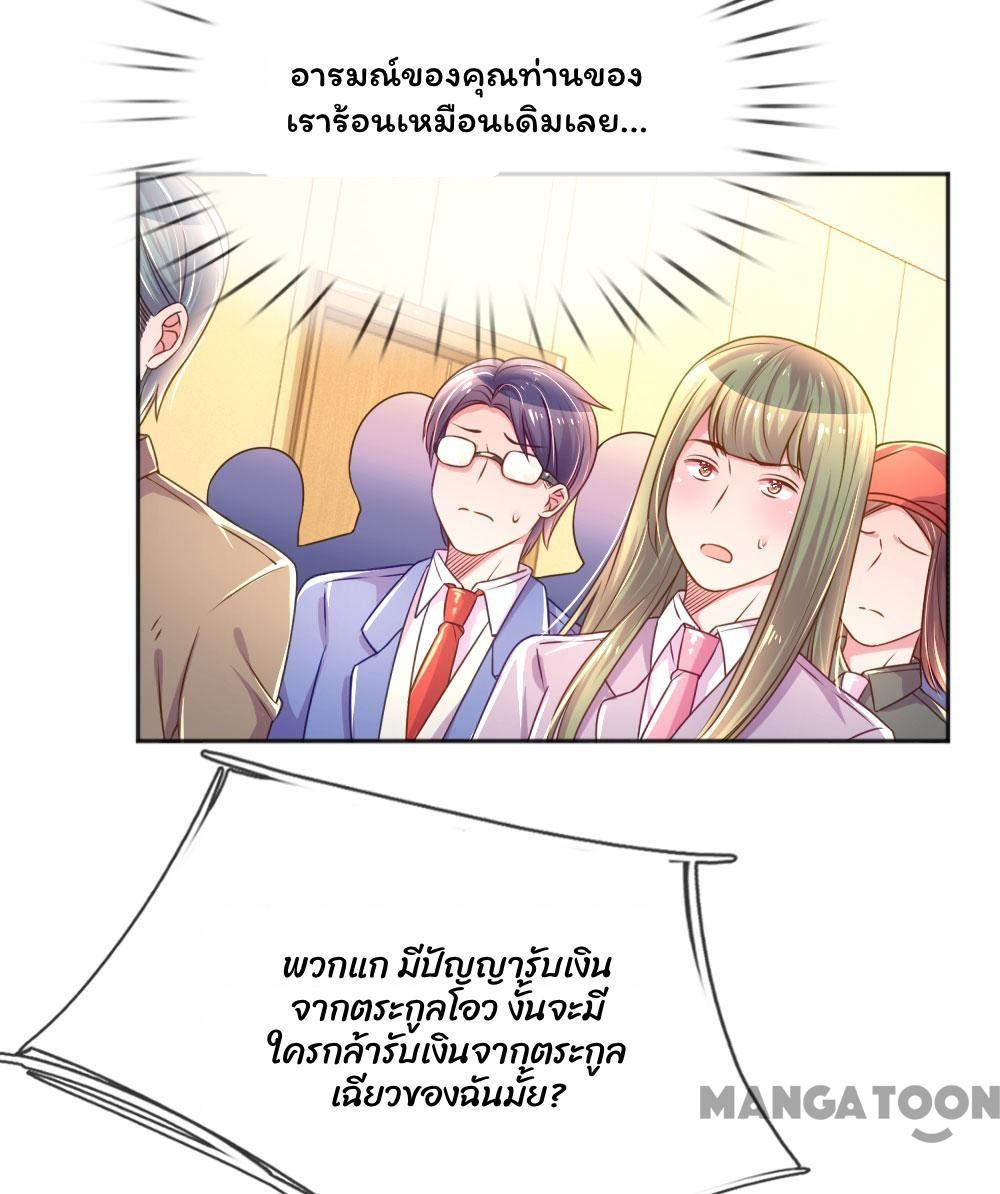 อารมณ์ของคุณท่านของ
เราร้อนเหมือนเดิมเลย...
พวกแก มีปัญญารับเงิน
จากตระกูลโอว งั้นจะมี
ใครกล้ารับเงินจากตระกูล
เฉียวของฉันมั้ย?
MANGATOON